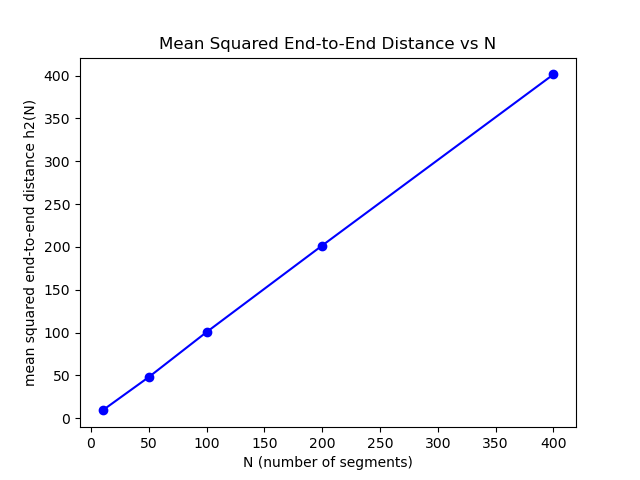 Mean Squared End-to-End Distance vs N
mean squared end-to-end distance h2(N)
400
350
300
250
200
150
100
50
0
0 50 100 150 200 250 300 350 400
N (number of segments)